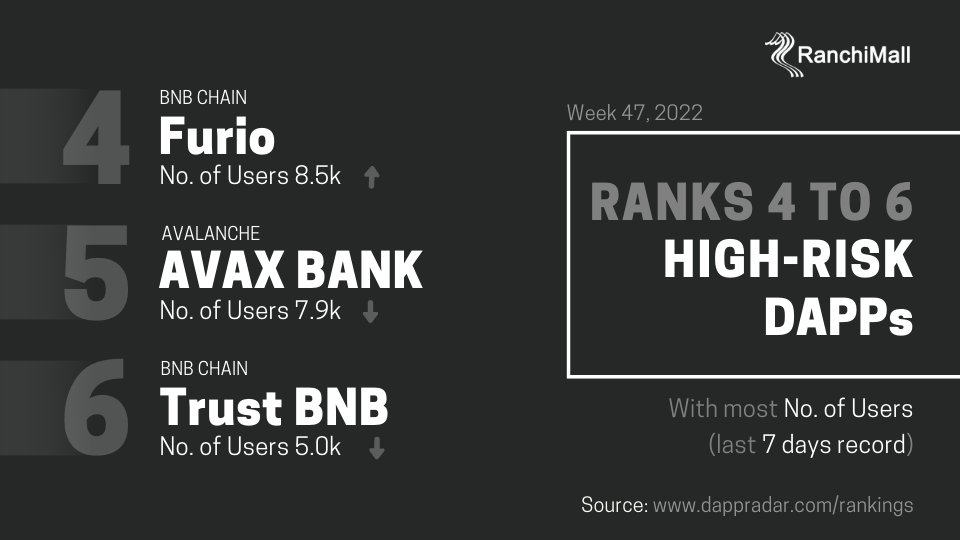 RanchiMall
4
BNB CHAIN
Furio
No. of Users 8.5k
5
AVALANCHE
AVAX BANK
No. of Users 7.9k
6
BNB CHAIN
Trust BNB
No. of Users 5.0k
Week 47, 2022
RANKS 4 TO 6
HIGH-RISK
DAPPs
With most No. of Users
(last 7 days record)
Source: www.dappradar.com/rankings